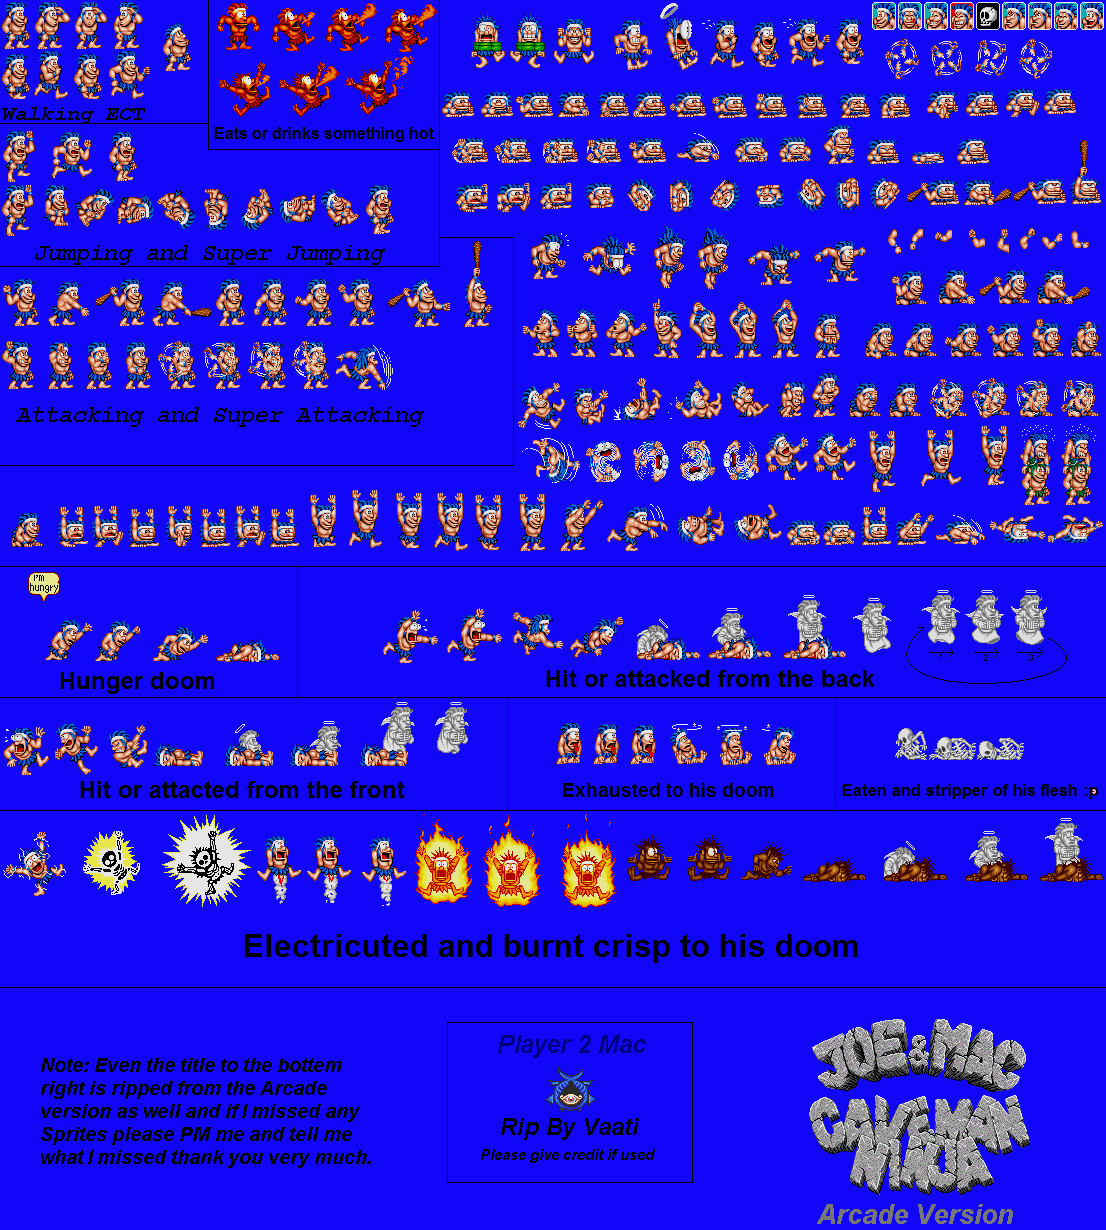 Walking ECT
Eats or drinks something hot
Jumping and Super Jumping
Attacking and Super Attacking
I'M
hungry
Hunger doom
Hit or attacked from the back
1 2 3
Hit or attacted from the front
Exhausted to his doom
Eaten and stripper of his flesh :p
Electricuted and burnt crisp to his doom
Note: Even the title to the bottem
right is ripped from the Arcade
version as well and if I missed any
Sprites please PM me and tell me
what I missed thank you very much.
Player 2 Mac
Rip By Vaati
Please give credit if used
JOE & MAC
CAVEMAN
NINJA
Arcade Version